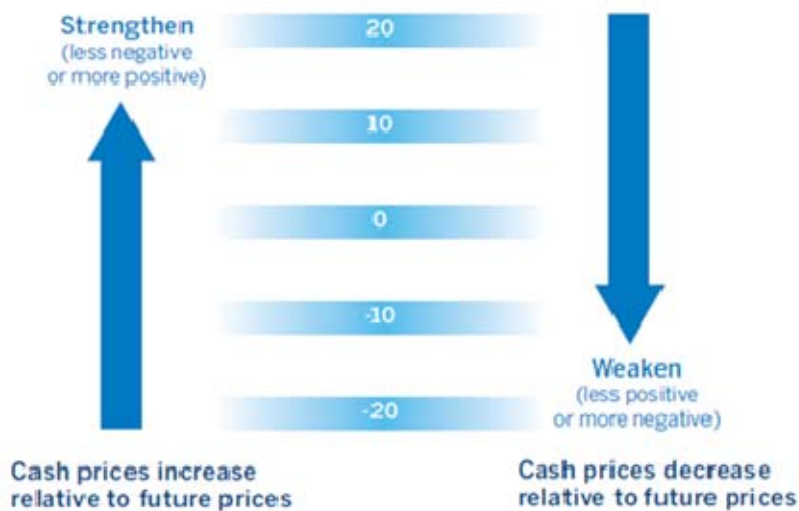 Strengthen
(less negative
or more positive)
20
10
0
-10
-20
Weaken
(less positive
or more negative)
Cash prices increase
relative to future prices
Cash prices decrease
relative to future prices